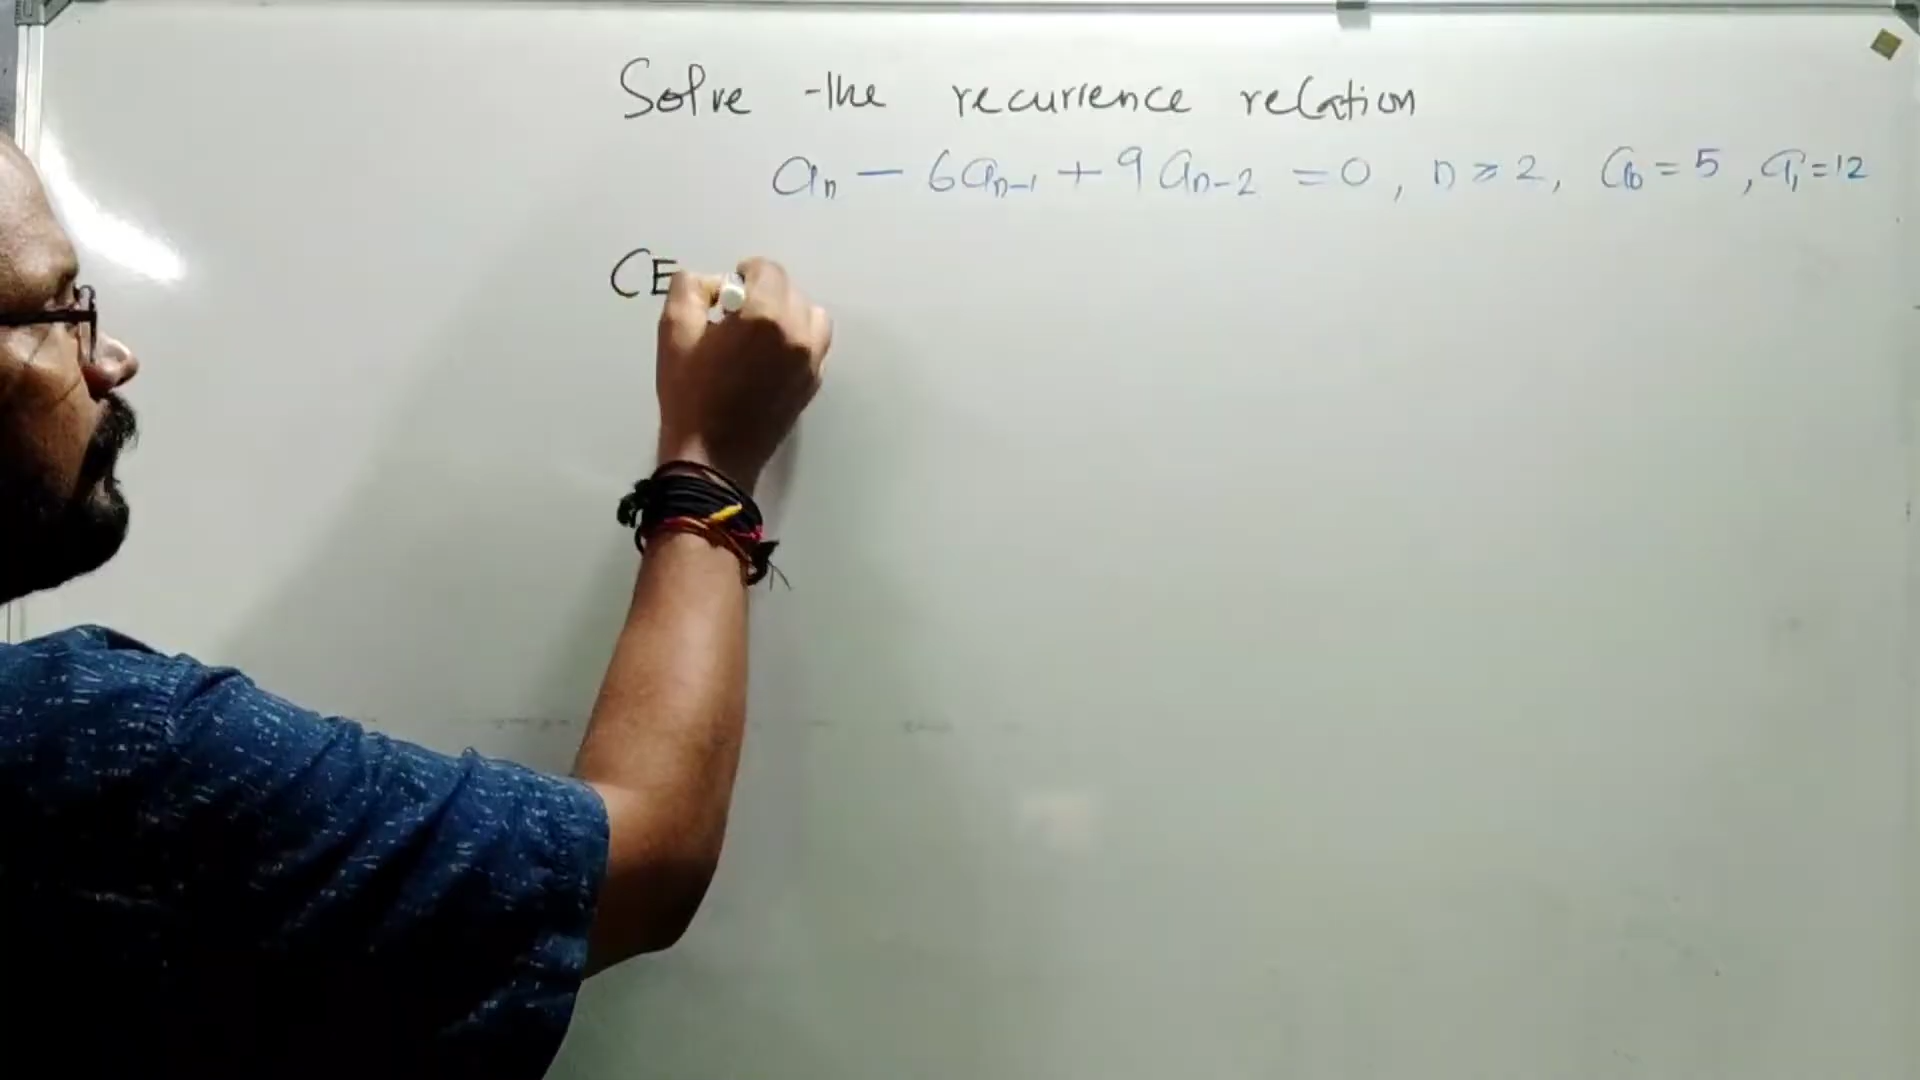 Solve the recurrence relation
aₙ − 6aₙ₋₁ + 9aₙ₋₂ = 0, n ≥ 2, a₀ = 5, a₁ = 12
CE